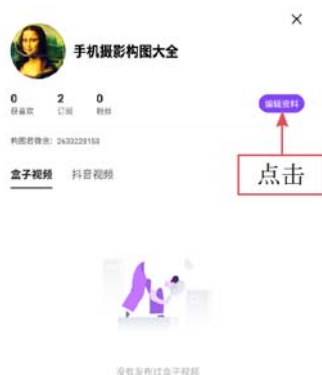 手机摄影构图大全
0 2 0
获喜欢 订阅 粉丝
编辑资料
构图君微信: 2633228153
点击
盒子视频 抖音视频
没有发布过盒子视频